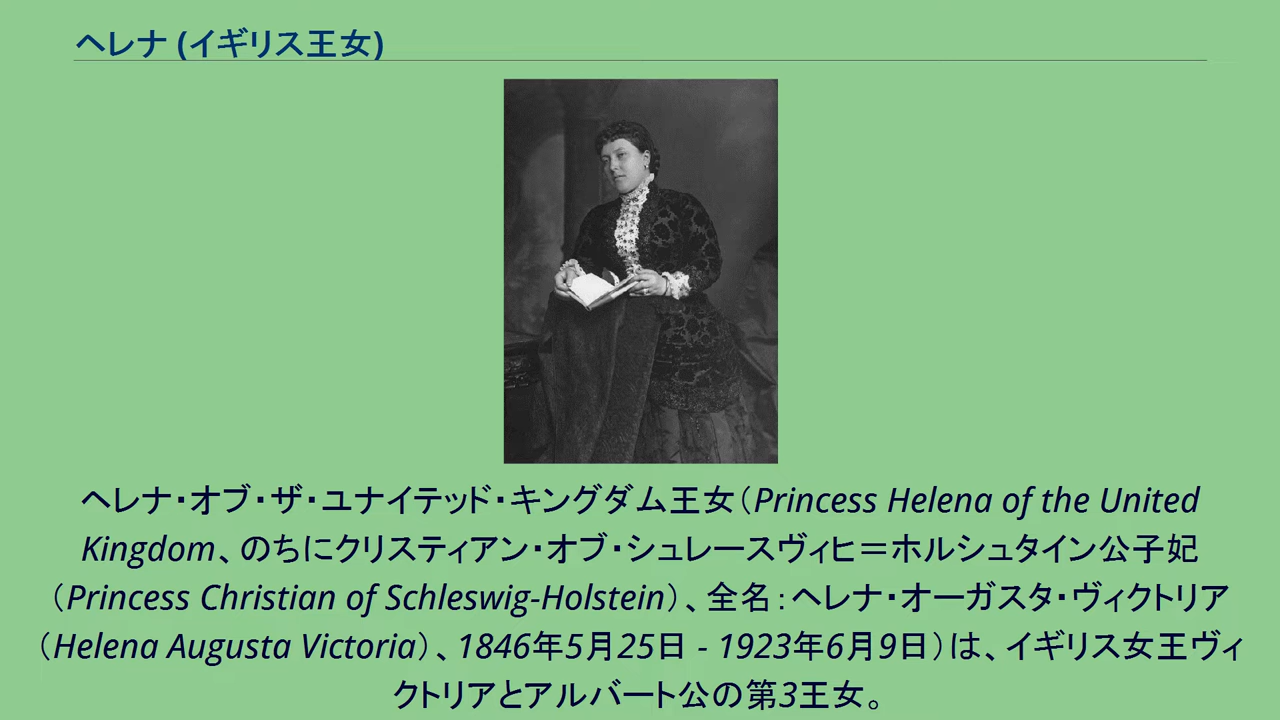 ヘレナ (イギリス王女)
ヘレナ・オブ・ザ・ユナイテッド・キングダム王女（Princess Helena of the United
Kingdom、のちにクリスティアン・オブ・シュレースヴィヒ＝ホルシュタイン公子妃
（Princess Christian of Schleswig-Holstein）、全名：ヘレナ・オーガスタ・ヴィクトリア
（Helena Augusta Victoria）、1846年5月25日 - 1923年6月9日）は、イギリス女王ヴィ
クトリアとアルバート公の第3王女。